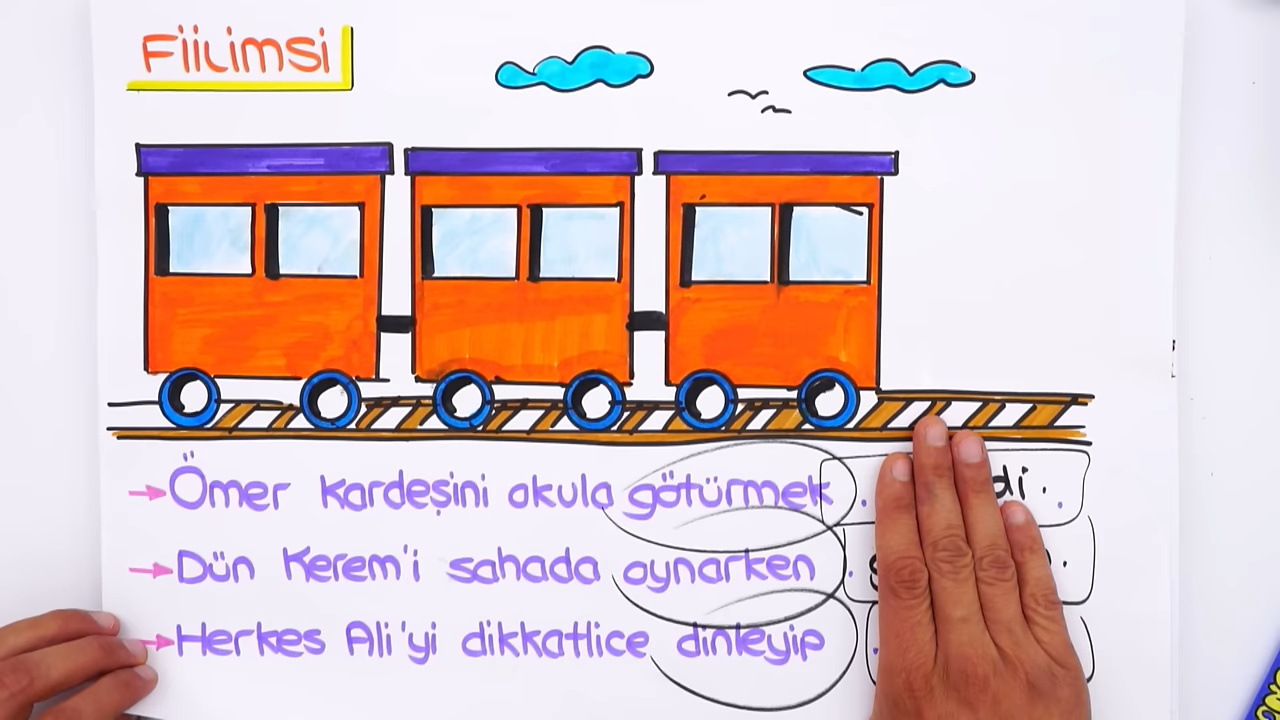 Fiilimsi
→Ömer kardeşini okula götürmek
→Dün Kerem'i sahada oynarken
→Herkes Ali'yi dikkatlice dinleyip